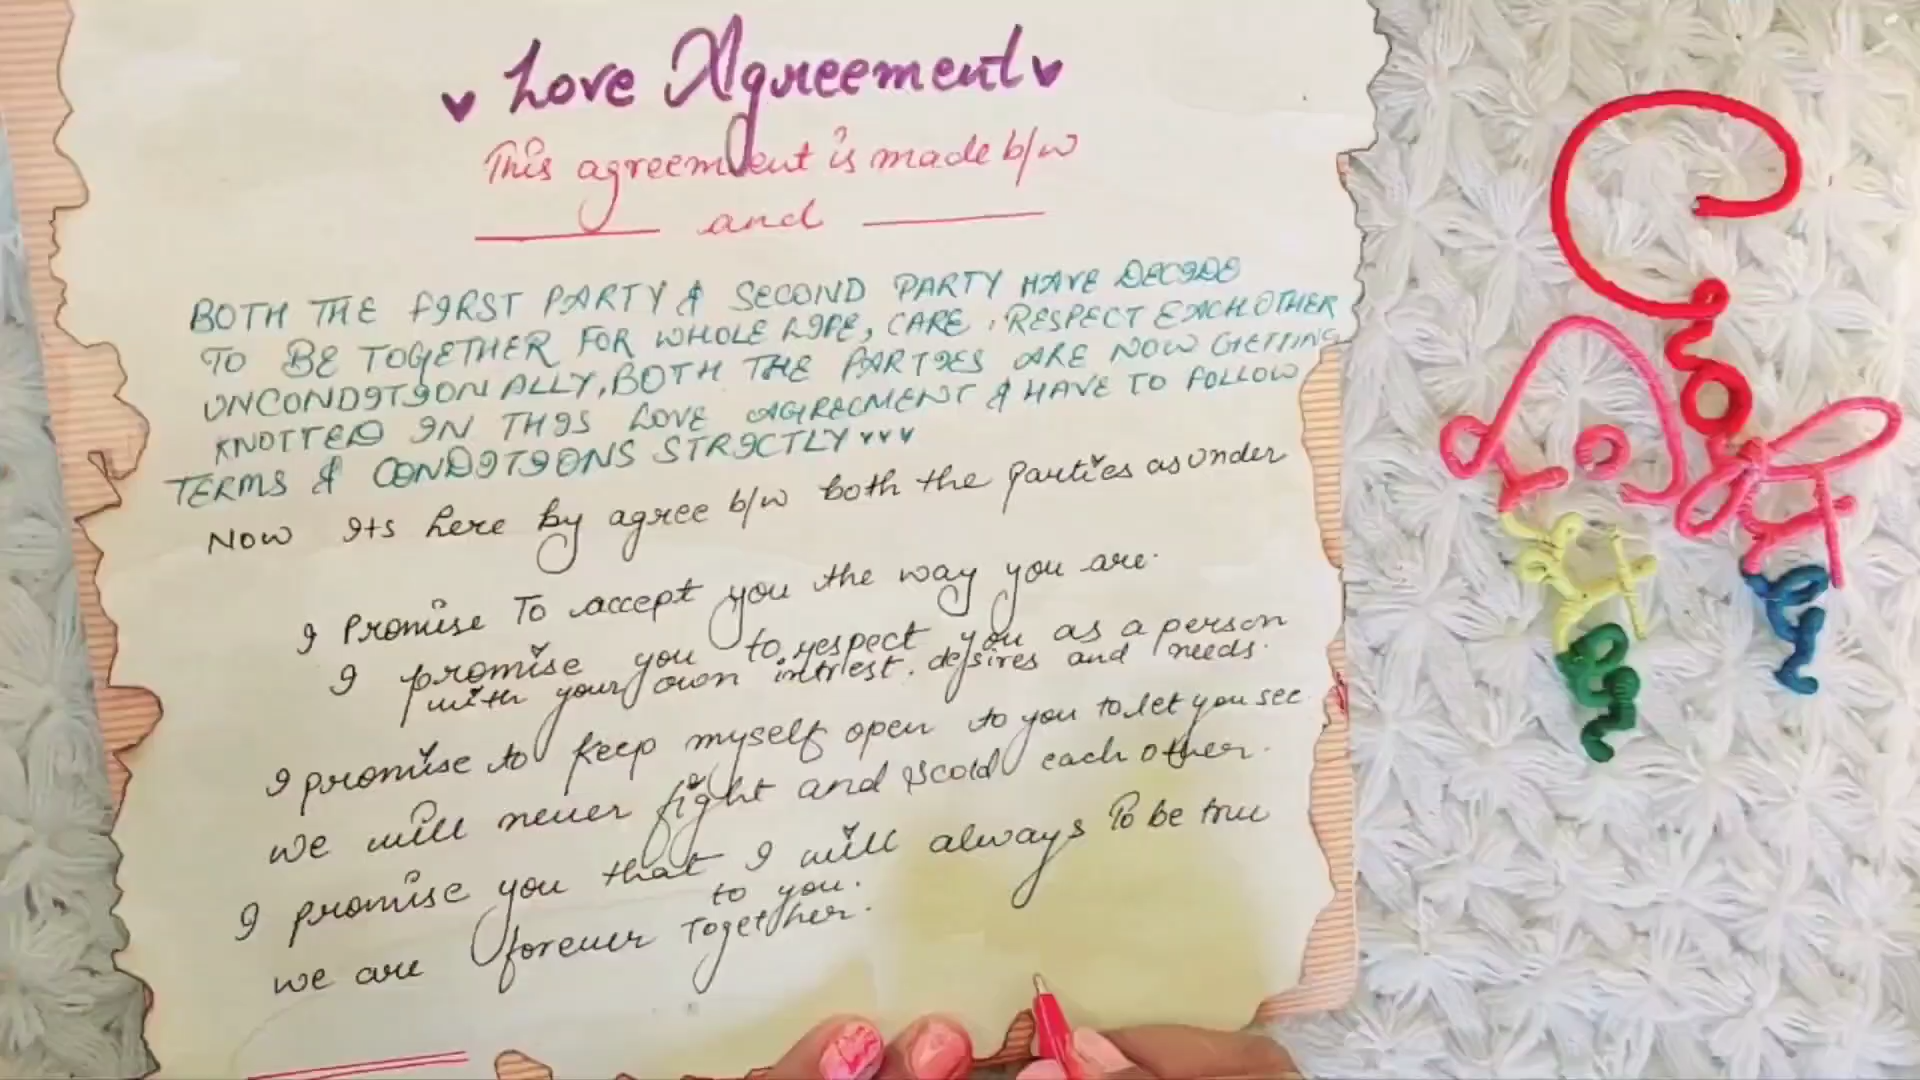 Love Agreement
This agreement is made b/w
and
BOTH THE FIRST PARTY & SECOND PARTY HAVE DECIDE
TO BE TOGETHER FOR WHOLE LIFE, CARE, RESPECT EACH OTHER
UNCONDITIONALLY, BOTH THE PARTIES ARE NOW GETTING
KNOTTED IN THIS LOVE AGREEMENT & HAVE TO FOLLOW
TERMS & CONDITIONS STRICTLY
NOW Its here by agree b/w both the parties as under
I Promise To accept you the way you are.
I promise you to respect you as a person
with your own intrest, desires and needs.
I promise to keep myself open to you to let you see
we will never fight and scold each other.
I promise you that I will always To be true
to you.
we are forever Together.
Craft